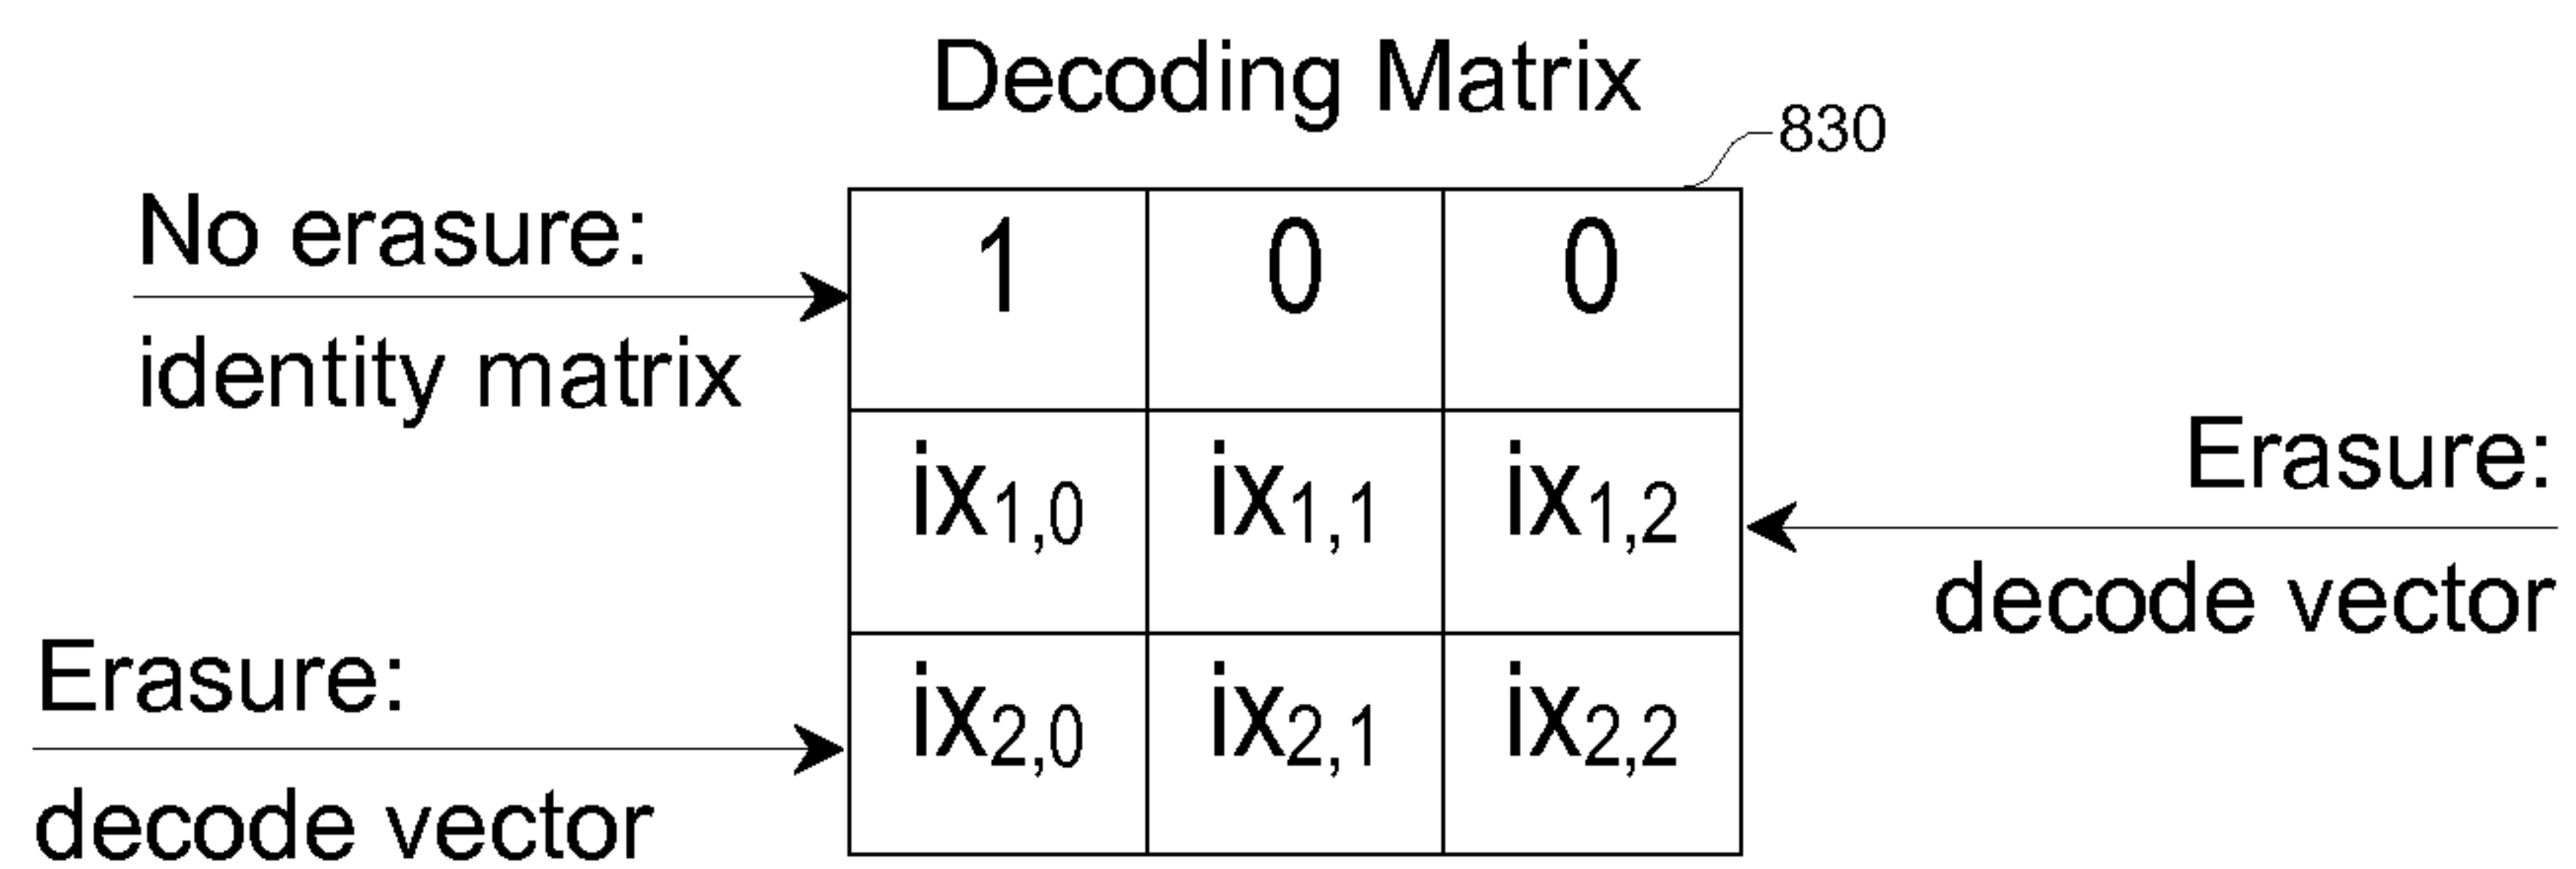 Decoding Matrix
830
No erasure:
identity matrix
1 0 0
ix1,0 ix1,1 ix1,2
Erasure:
decode vector
Erasure:
decode vector
ix2,0 ix2,1 ix2,2